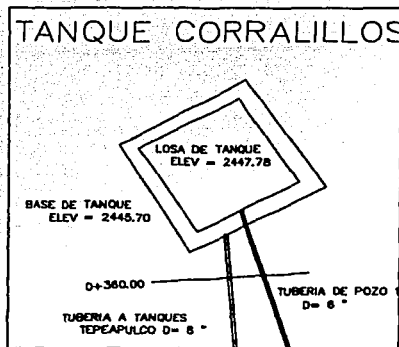 TANQUE CORRALILLOS
LOSA DE TANQUE
ELEV = 2447.78
BASE DE TANQUE
ELEV = 2445.70
D+360.00
TUBERIA DE POZO 1
D= 6 "
TUBERIA A TANQUES
TEPEAPULCO D= 8 "